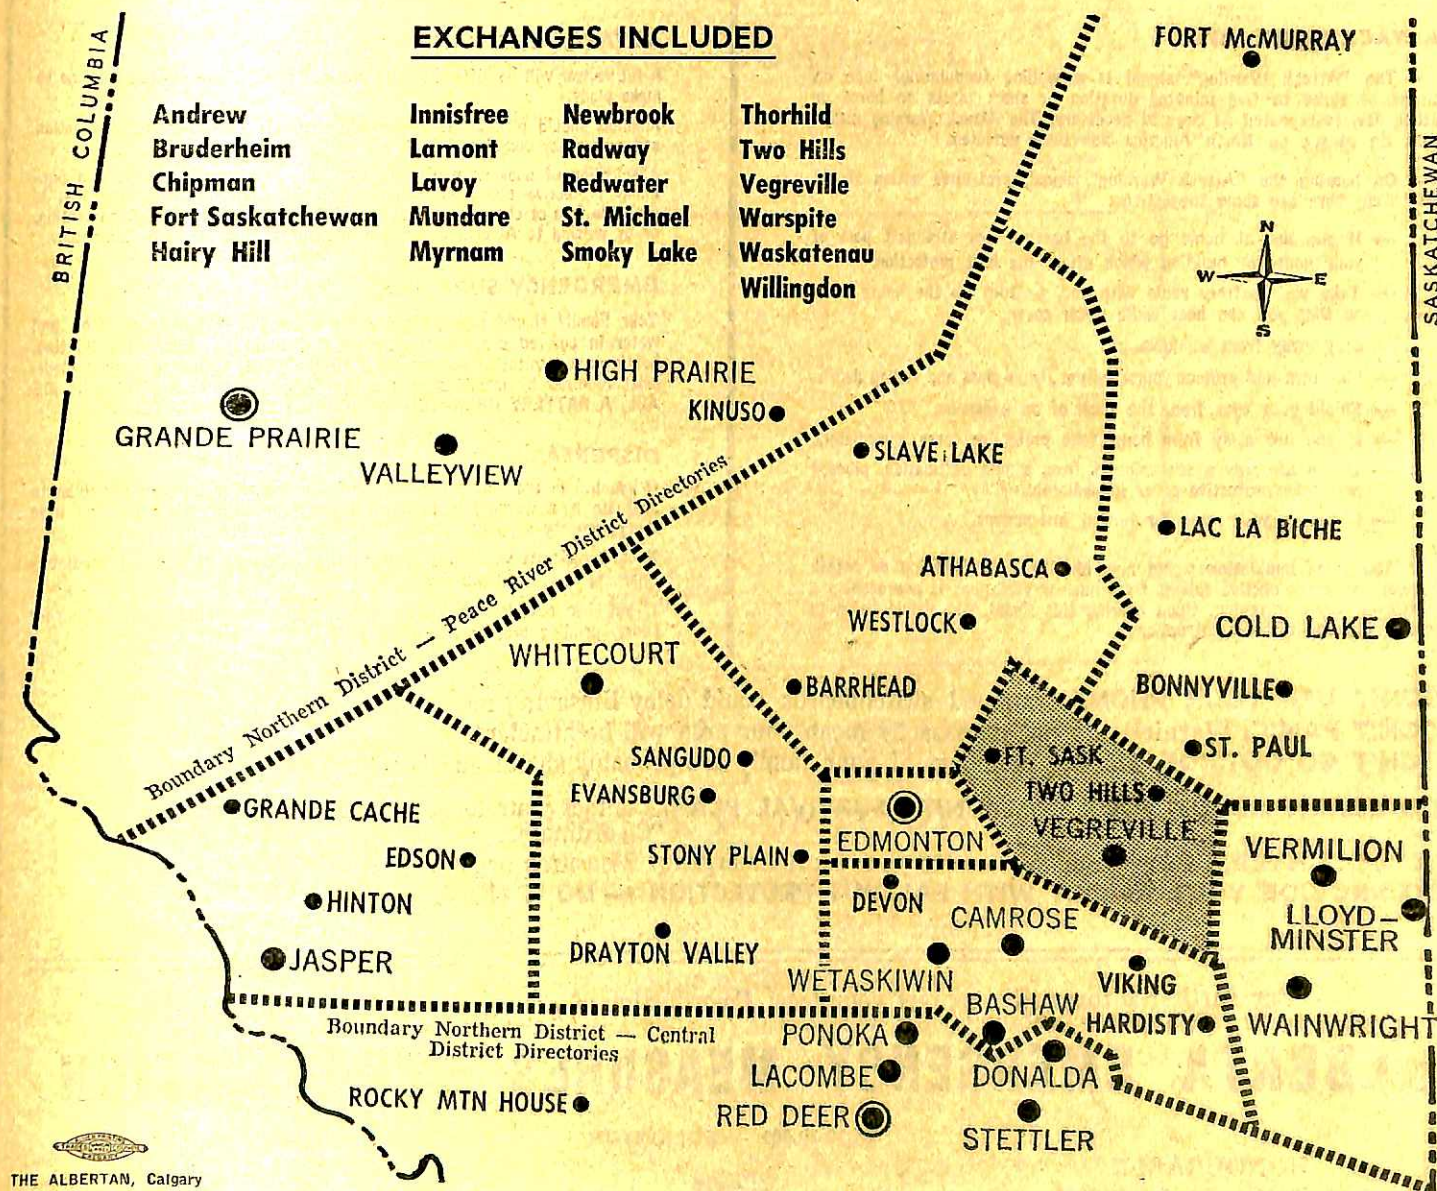 EXCHANGES INCLUDED
Andrew
Bruderheim
Chipman
Fort Saskatchewan
Hairy Hill
Innisfree
Lamont
Lavoy
Mundare
Myrnam
Newbrook
Radway
Redwater
St. Michael
Smoky Lake
Thorhild
Two Hills
Vegreville
Warspite
Waskatenau
Willingdon
BRITISH COLUMBIA
FORT McMURRAY
SASKATCHEWAN
N
W E
S
HIGH PRAIRIE
KINUSO
GRANDE PRAIRIE
VALLEYVIEW
SLAVE LAKE
Boundary Northern District — Peace River District Directories
LAC LA BICHE
ATHABASCA
WESTLOCK
COLD LAKE
WHITECOURT
BARRHEAD
BONNYVILLE
ST. PAUL
SANGUDO
FT. SASK
EVANSBURG
TWO HILLS
GRANDE CACHE
EDMONTON
VEGREVILLE
EDSON
STONY PLAIN
VERMILION
HINTON
DEVON
CAMROSE
LLOYD–
MINSTER
JASPER
DRAYTON VALLEY
WETASKIWIN
VIKING
BASHAW
HARDISTY
WAINWRIGHT
Boundary Northern District — Central
District Directories
PONOKA
LACOMBE
DONALDA
ROCKY MTN HOUSE
RED DEER
STETTLER
THE ALBERTAN, Calgary